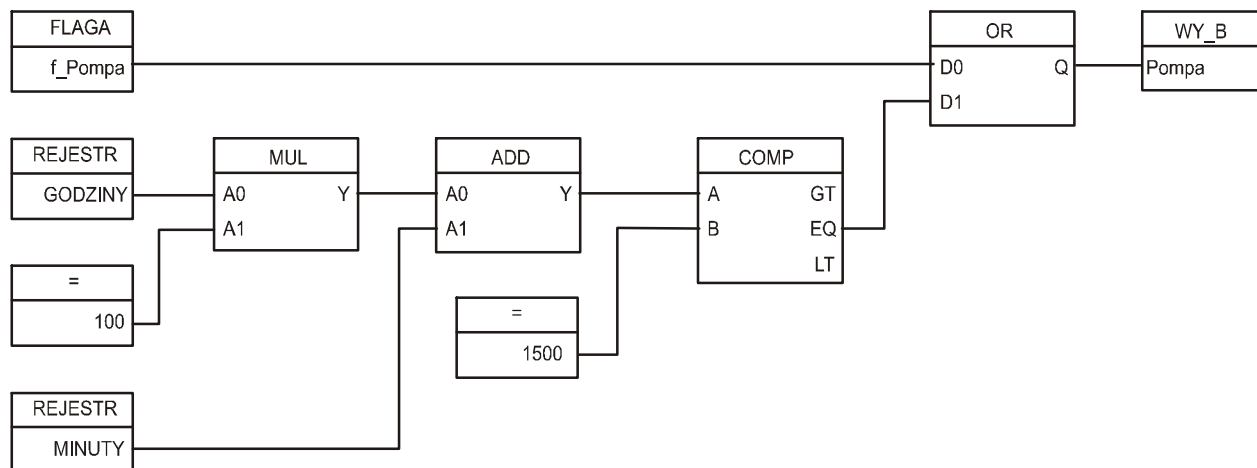 FLAGA
f_Pompa
OR
D0 Q
D1
WY_B
Pompa
REJESTR
GODZINY
MUL
A0 Y
A1
ADD
A0 Y
A1
COMP
A GT
B EQ
LT
=
100
=
1500
REJESTR
MINUTY